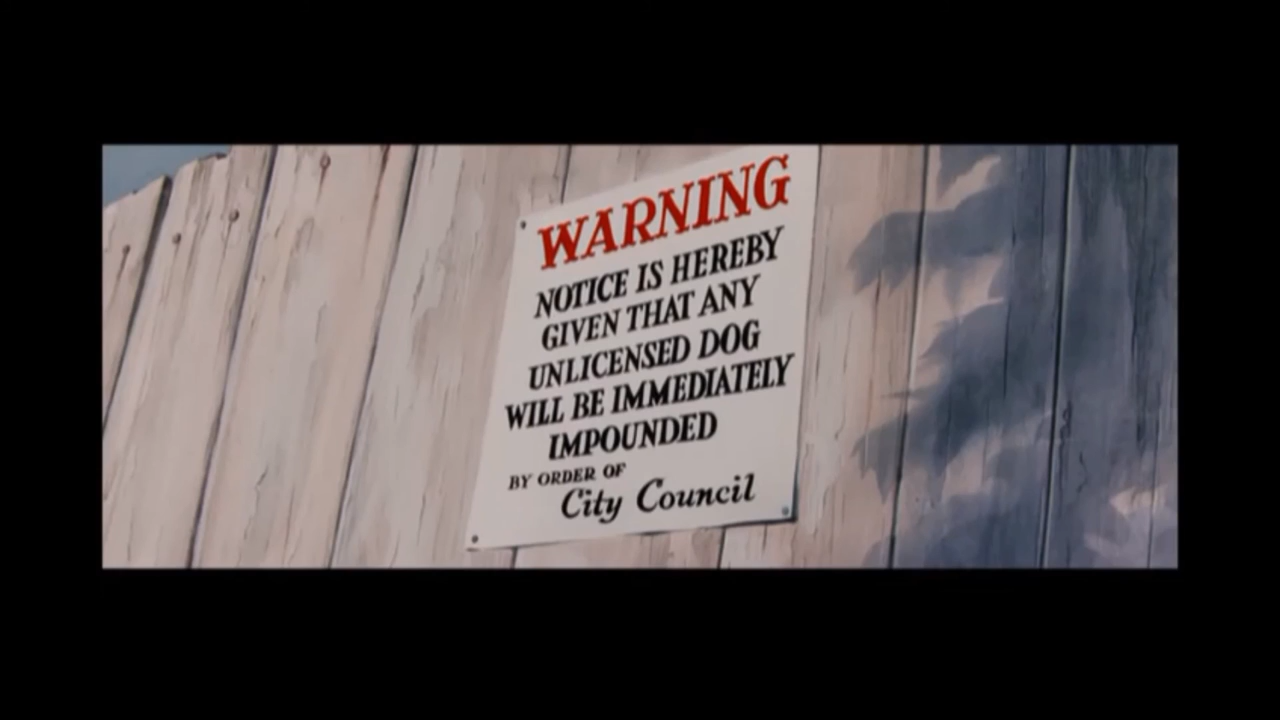 WARNING
NOTICE IS HEREBY
GIVEN THAT ANY
UNLICENSED DOG
WILL BE IMMEDIATELY
IMPOUNDED
BY ORDER OF
City Council